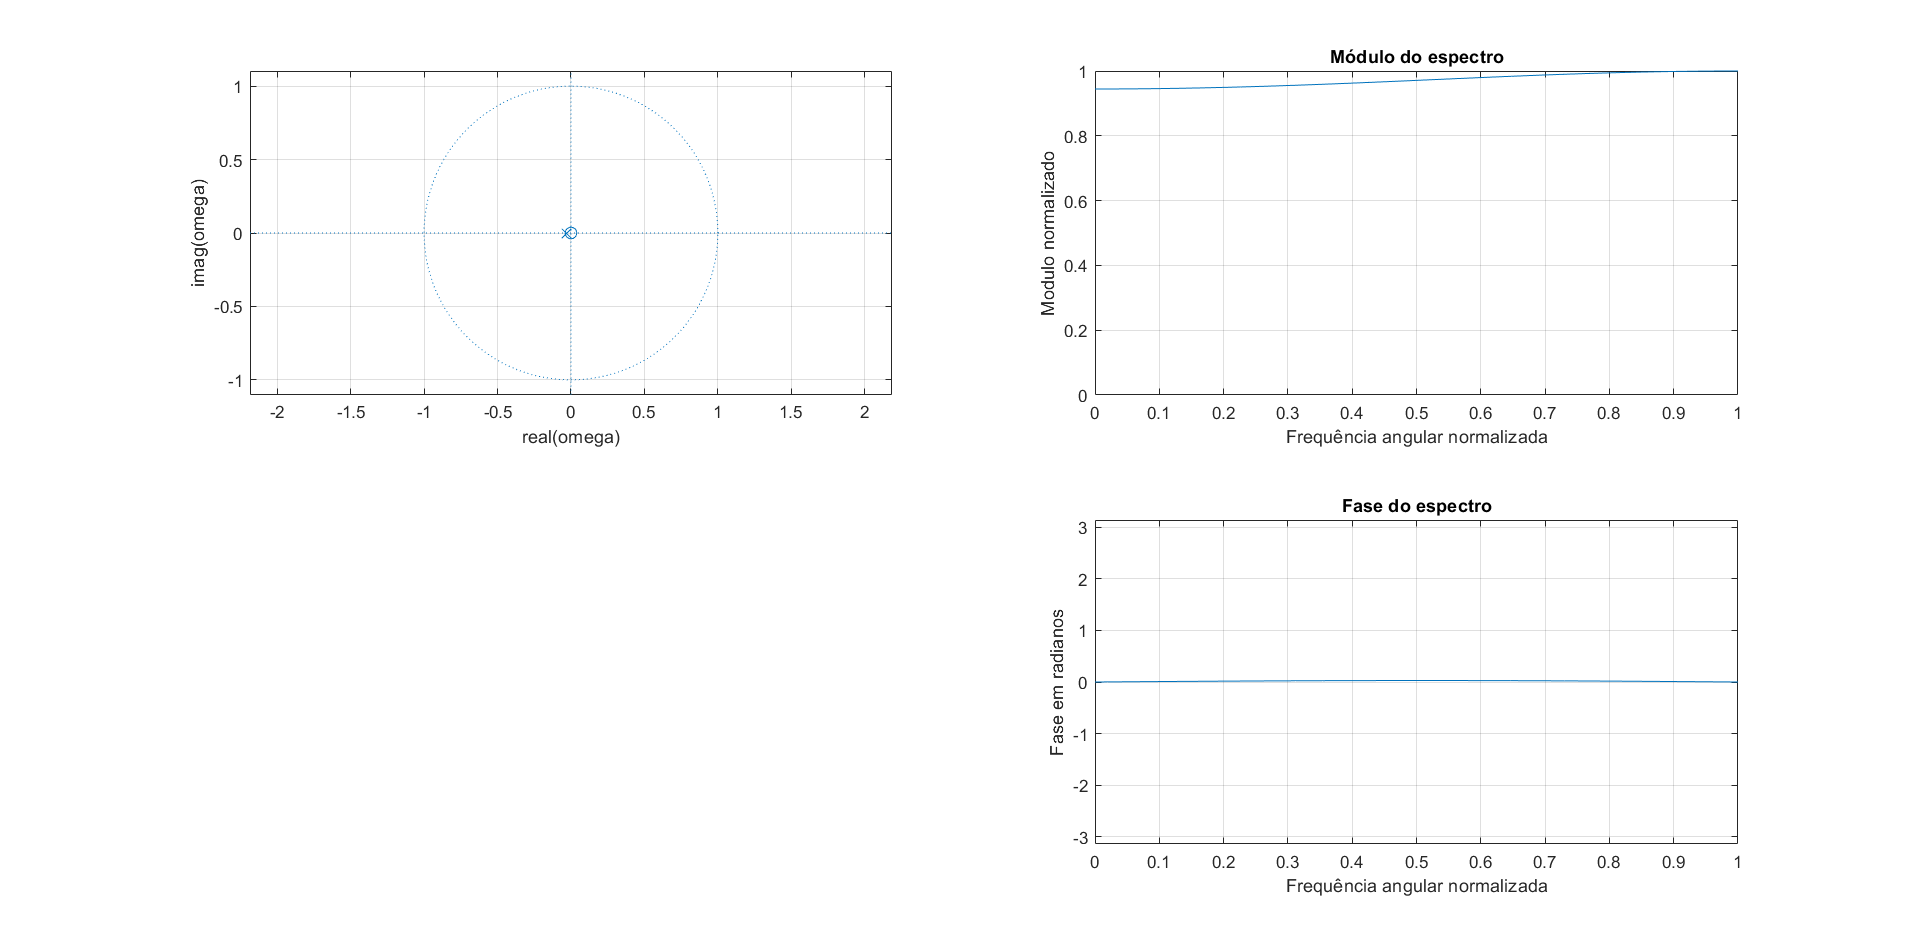 1
0.5
0
-0.5
-1
imag(omega)
-2 -1.5 -1 -0.5 0 0.5 1 1.5 2
real(omega)
Módulo do espectro
1
0.8
0.6
0.4
0.2
0
Modulo normalizado
0 0.1 0.2 0.3 0.4 0.5 0.6 0.7 0.8 0.9 1
Frequência angular normalizada
Fase do espectro
3
2
1
0
-1
-2
-3
Fase em radianos
0 0.1 0.2 0.3 0.4 0.5 0.6 0.7 0.8 0.9 1
Frequência angular normalizada